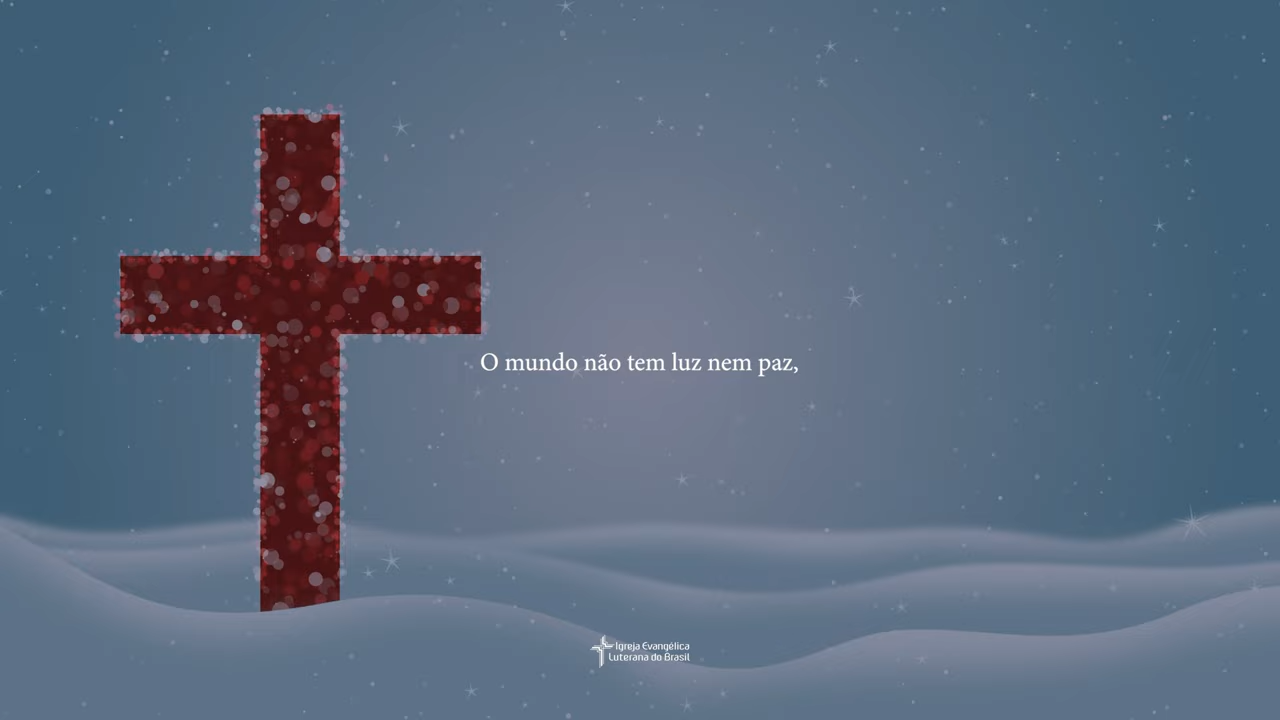 O mundo não tem luz nem paz,
Igreja Evangélica
Luterana do Brasil